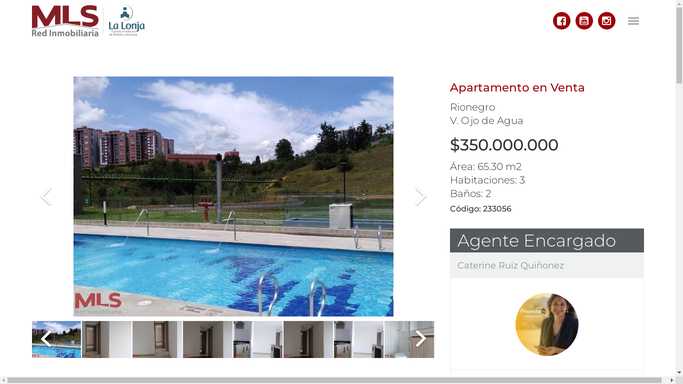 MLS
Red Inmobiliaria
La Lonja
Apartamento en Venta
Rionegro
V. Ojo de Agua
$350.000.000
Área: 65.30 m2
Habitaciones: 3
Baños: 2
Código: 233056
Agente Encargado
Caterine Ruiz Quiñonez
MLS